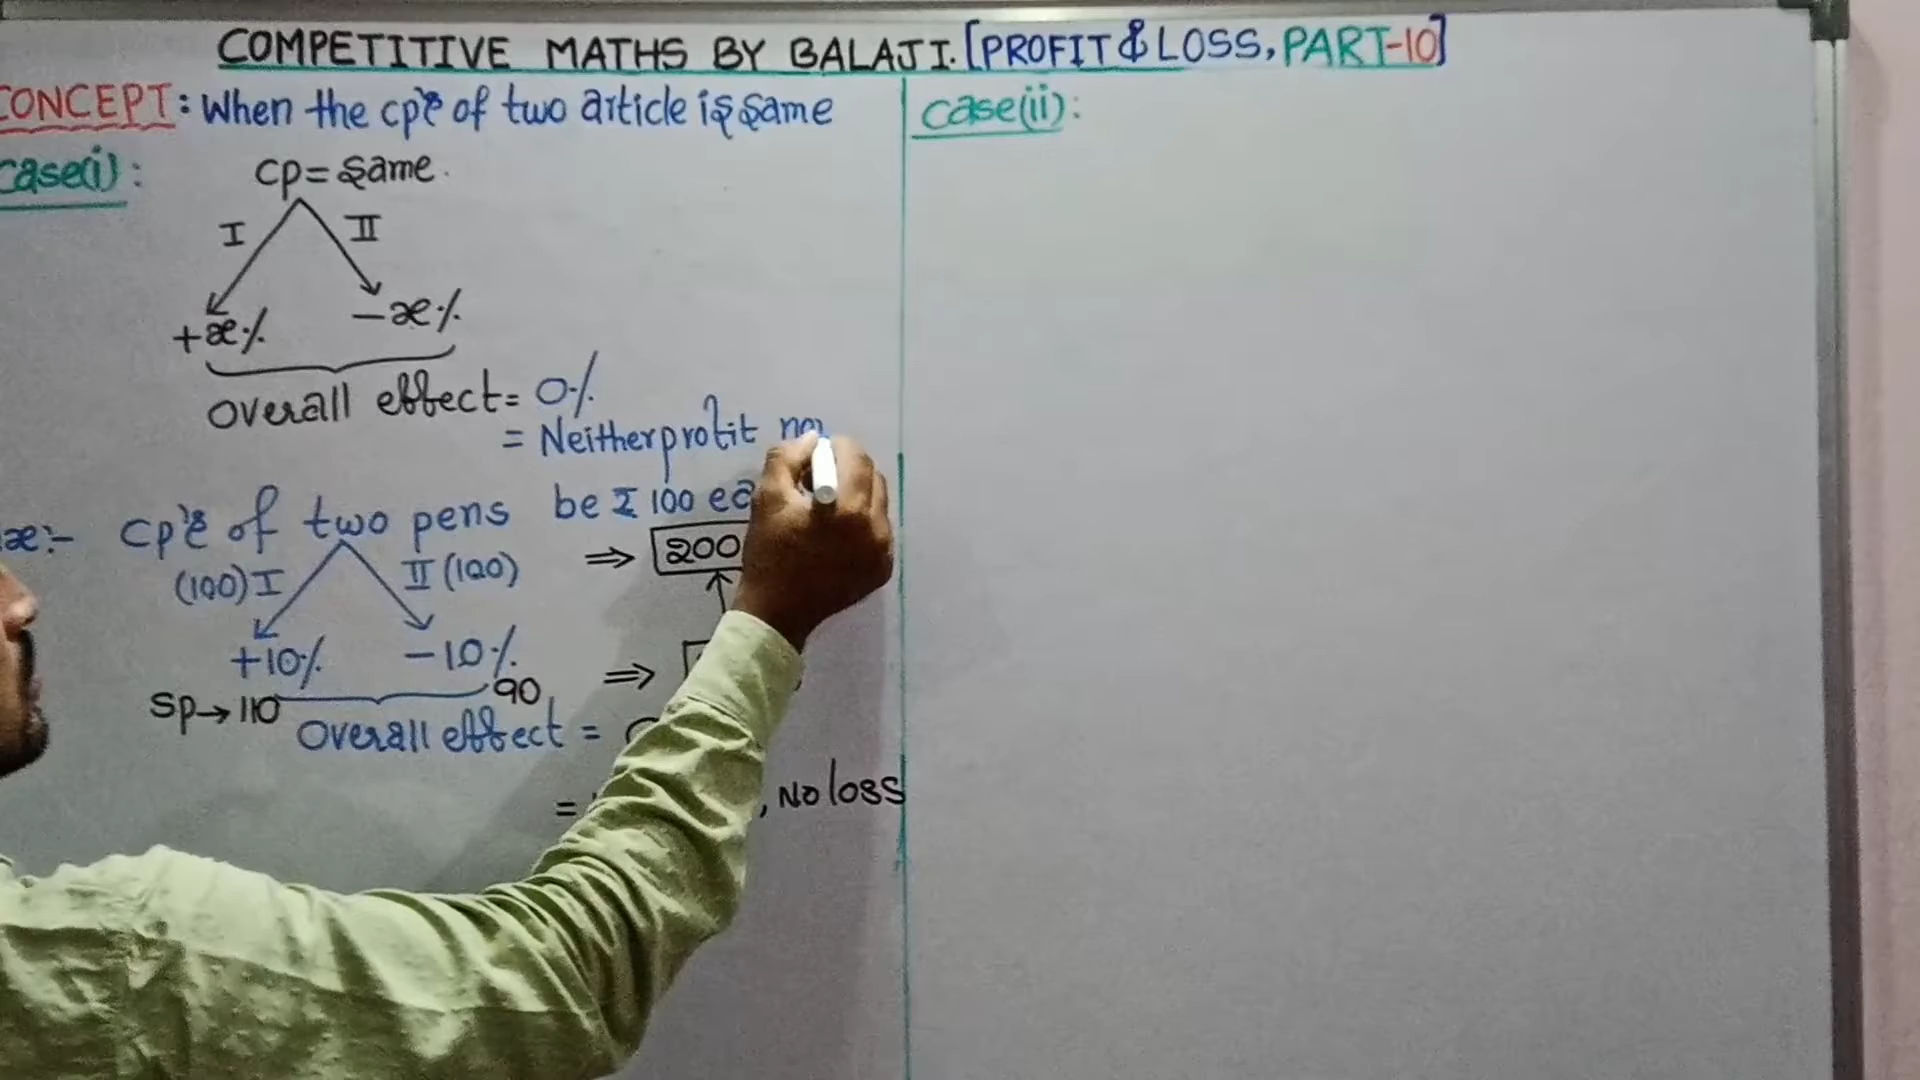 COMPETITIVE MATHS BY BALAJI. [PROFIT & LOSS, PART-10]
CONCEPT: When the cp's of two article is same
case(i):
cp = same.
I II
+x% -x%
Overall effect = 0%
= Neither profit no
ex:- cp's of two pens be ₹ 100
(100) I II (100) ⇒ 200
+10% -10% ⇒
sp → 110 90
Overall effect =
= , No loss
case(ii):